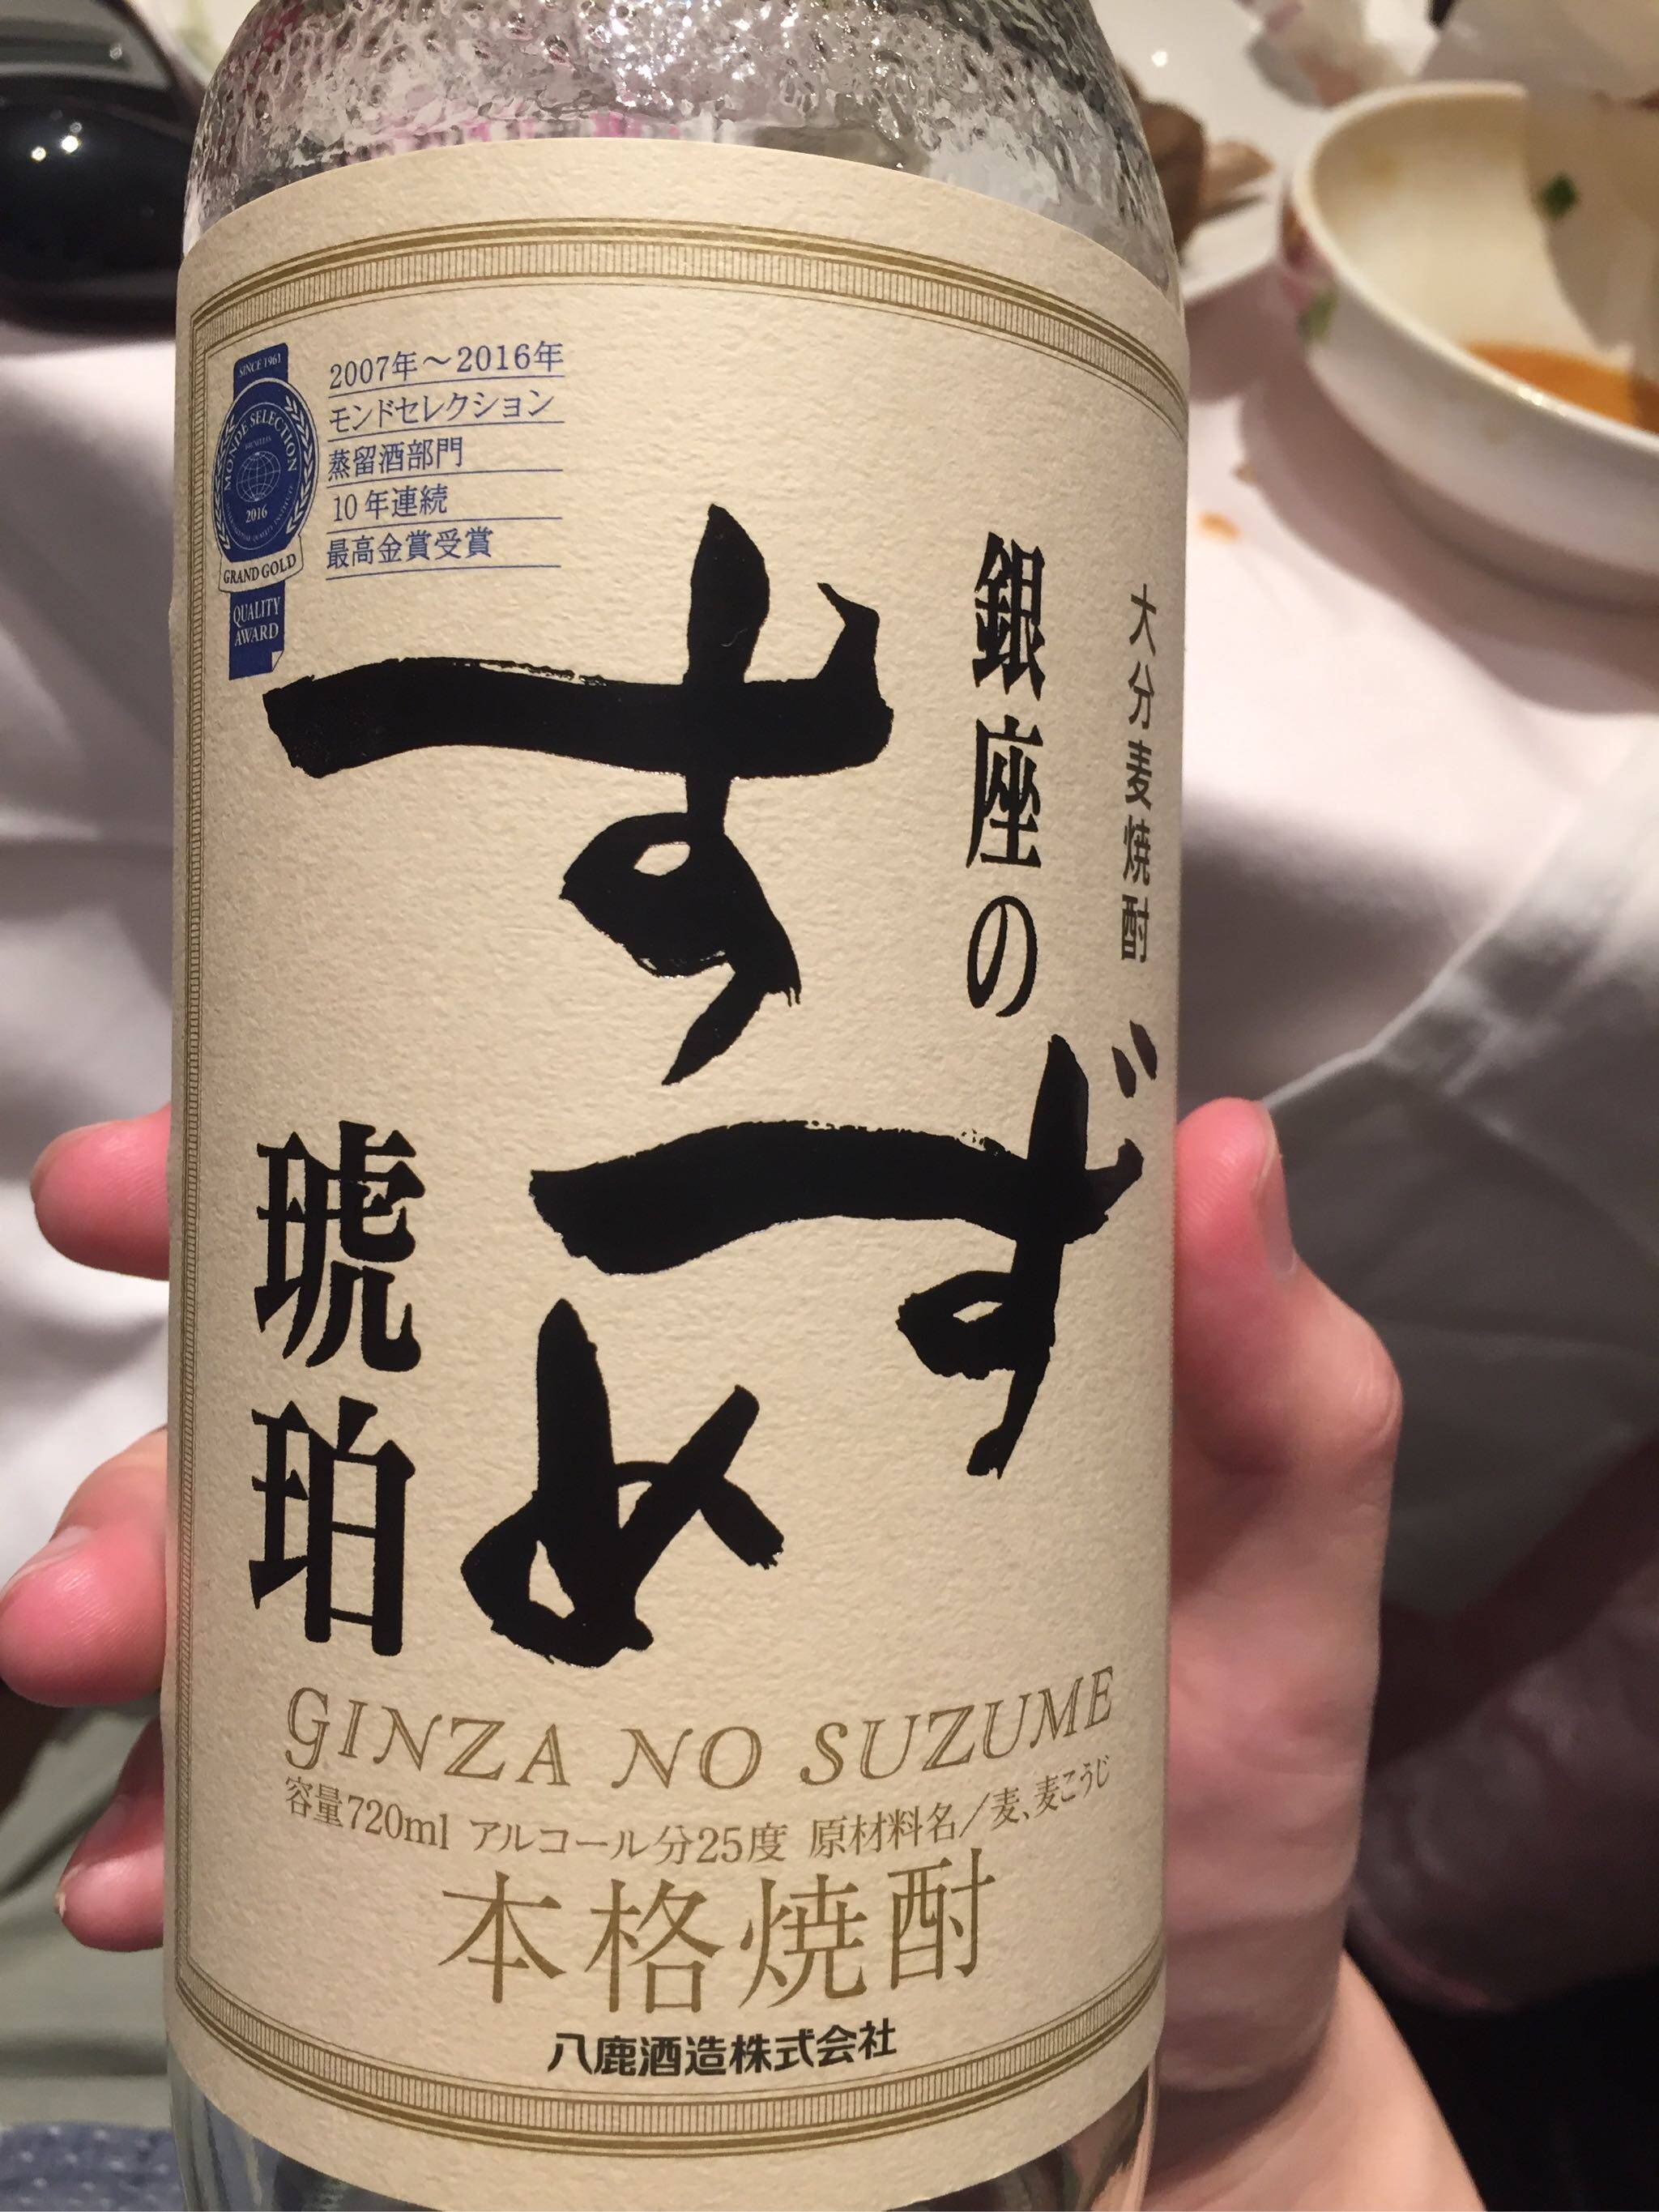 大分麦焼酎
銀座の
すずめ
琥珀
SINCE 1961
MONDE SELECTION
2016
GRAND GOLD
QUALITY
AWARD
2007年～2016年
モンドセレクション
蒸留酒部門
10年連続
最高金賞受賞
GINZA NO SUZUME
容量720ml アルコール分25度 原材料名/麦、麦こうじ
本格焼酎
八鹿酒造株式会社